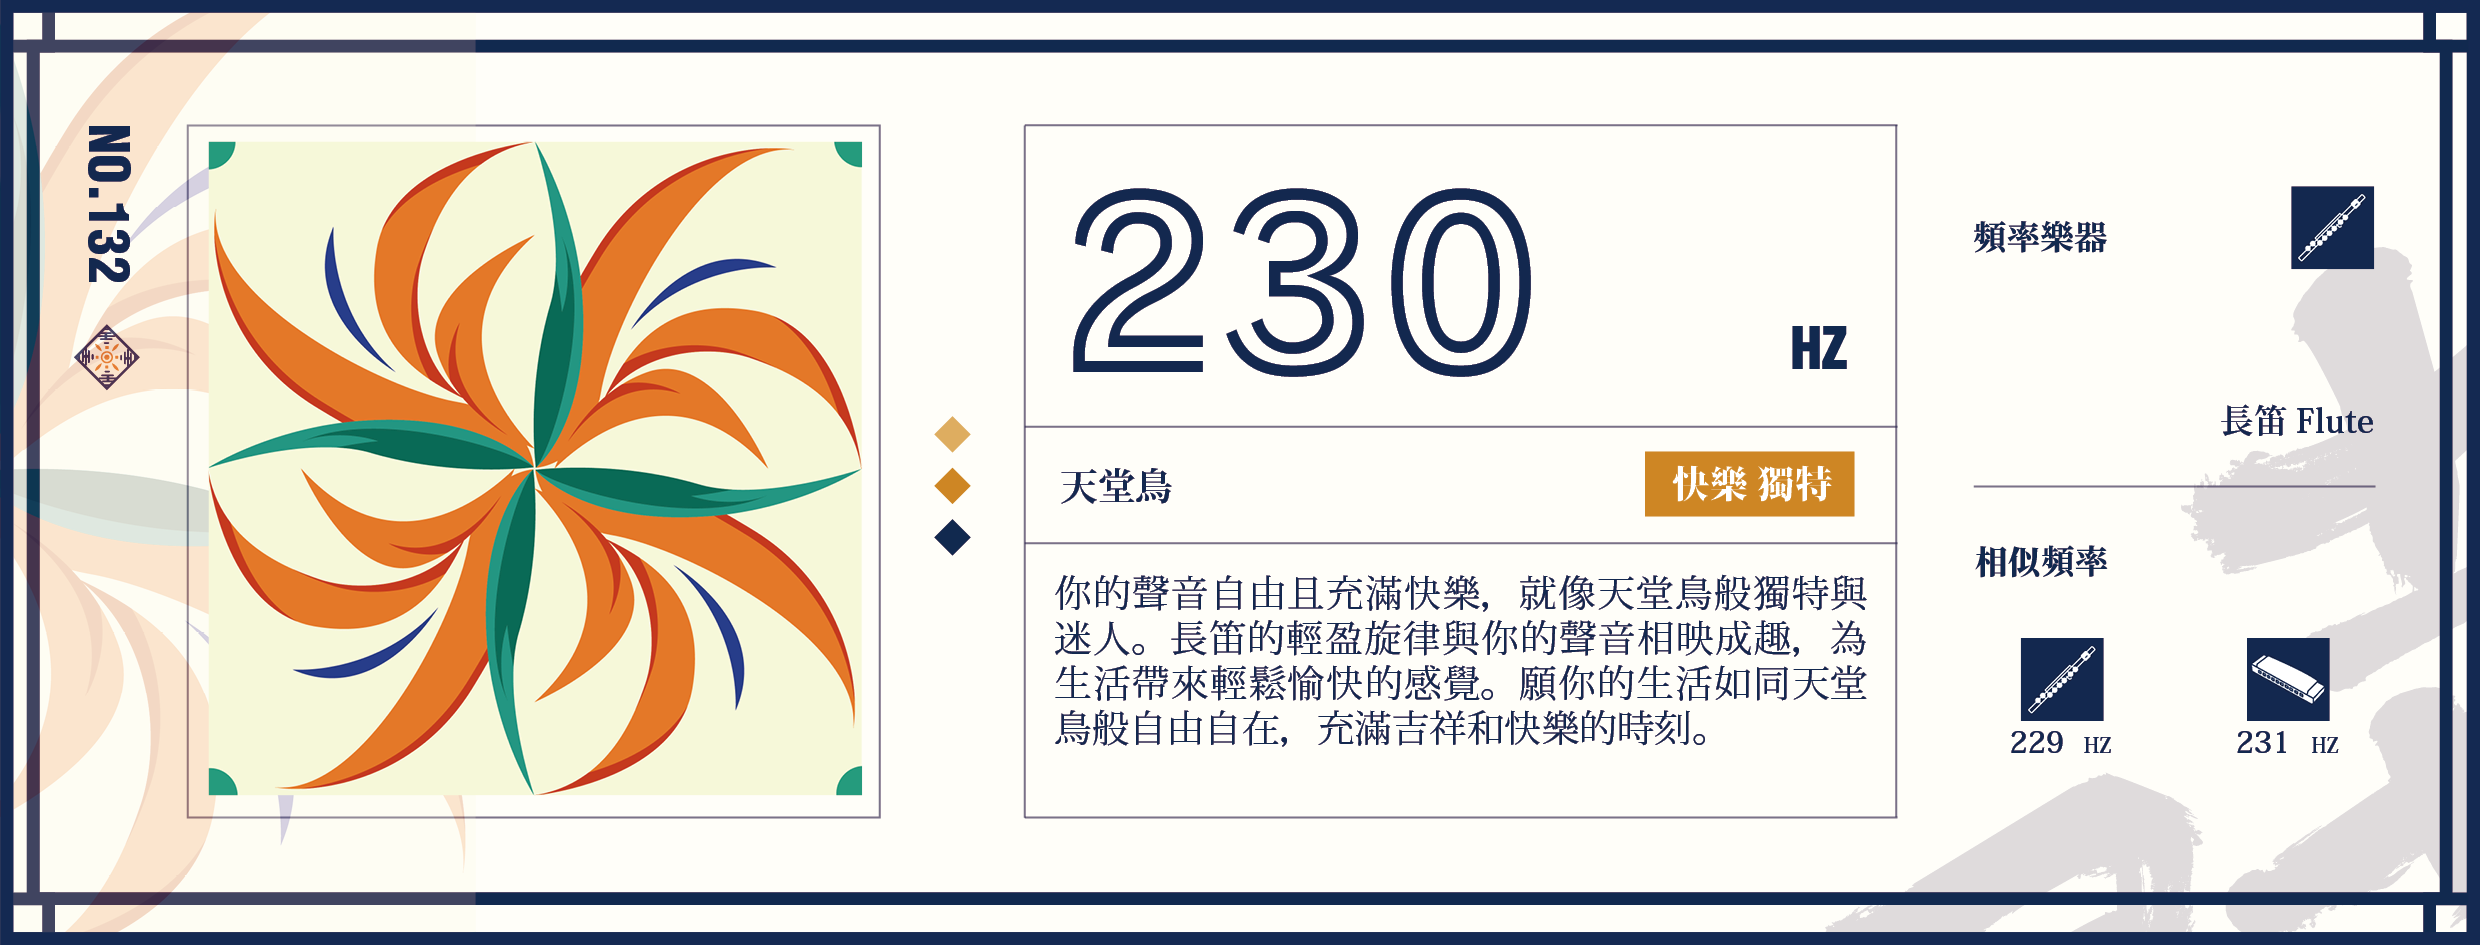 NO.132
230
HZ
天堂鳥
快樂 獨特
你的聲音自由且充滿快樂，就像天堂鳥般獨特與
迷人。長笛的輕盈旋律與你的聲音相映成趣，為
生活帶來輕鬆愉快的感覺。願你的生活如同天堂
鳥般自由自在，充滿吉祥和快樂的時刻。
頻率樂器
長笛 Flute
相似頻率
229 HZ
231 HZ